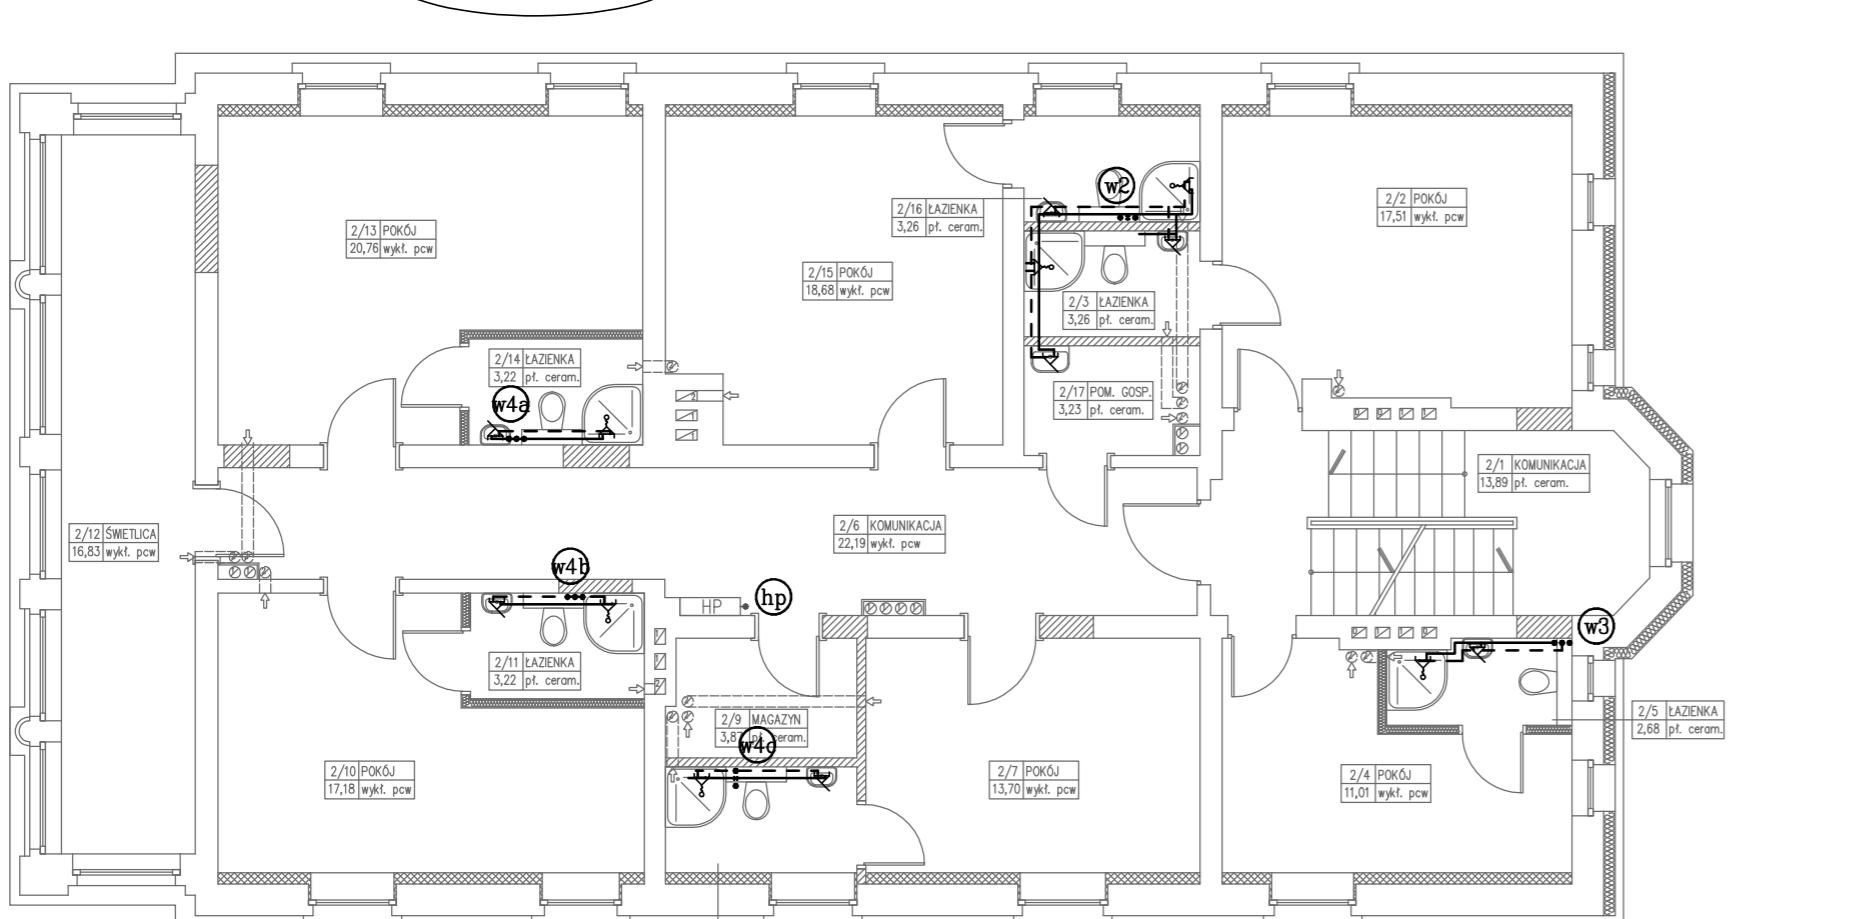 w2
2/2 POKÓJ
17,51 wykł. pcw
2/16 ŁAZIENKA
3,26 pł. ceram.
2/13 POKÓJ
20,76 wykł. pcw
2/15 POKÓJ
18,68 wykł. pcw
2/3 ŁAZIENKA
3,26 pł. ceram.
2/14 ŁAZIENKA
3,22 pł. ceram.
w4a
2/17 POM. GOSP.
3,23 pł. ceram.
2/1 KOMUNIKACJA
13,89 pł. ceram.
2/12 ŚWIETLICA
16,83 wykł. pcw
2/6 KOMUNIKACJA
22,19 wykł. pcw
w4b
HP
hp
w3
2/11 ŁAZIENKA
3,22 pł. ceram.
2/9 MAGAZYN
3,87 pł. ceram.
w4c
2/5 ŁAZIENKA
2,68 pł. ceram.
2/10 POKÓJ
17,18 wykł. pcw
2/7 POKÓJ
13,70 wykł. pcw
2/4 POKÓJ
11,01 wykł. pcw